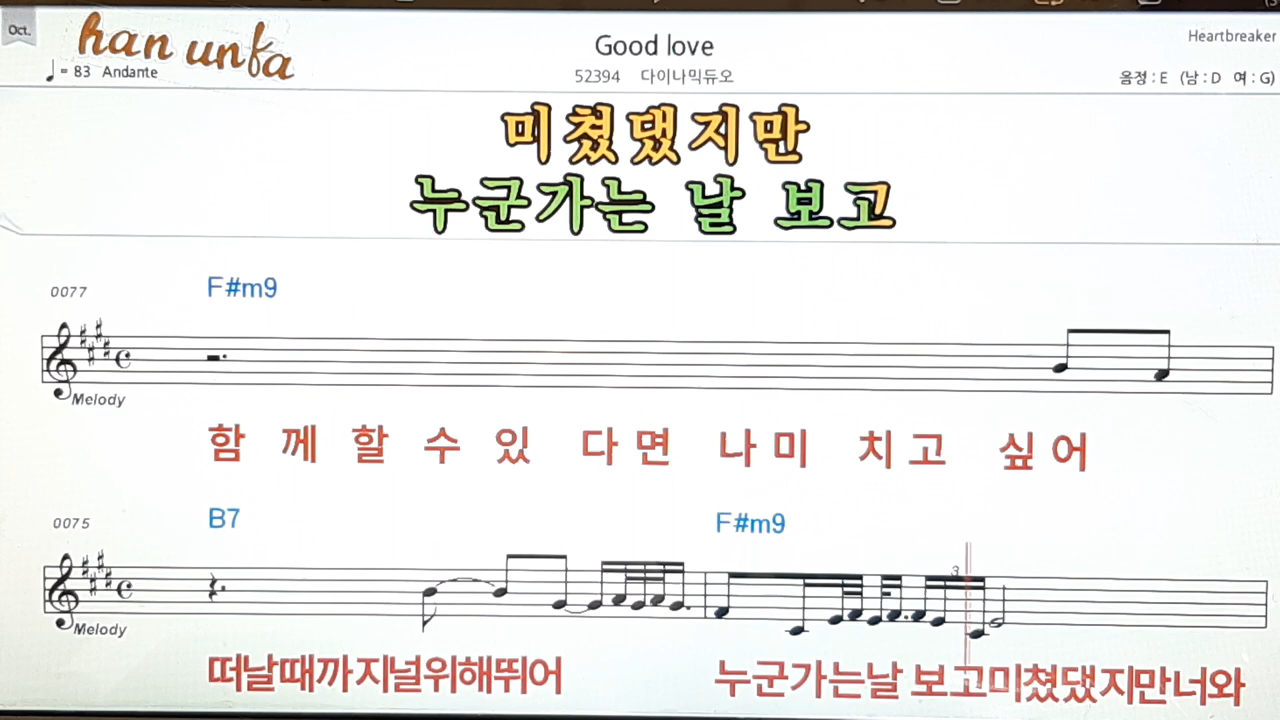 Oct.
han unfa
♩= 83 Andante
Good love
52394 다이나믹듀오
Heartbreaker
음정 : E (남 : D 여 : G)
미쳤댔지만
누군가는 날 보고
0077
F#m9
Melody
함 께 할 수 있 다 면 나 미 치 고 싶 어
0075
B7 F#m9
3
Melody
떠날때까지널위해뛰어 누군가는날 보고미쳤댔지만너와